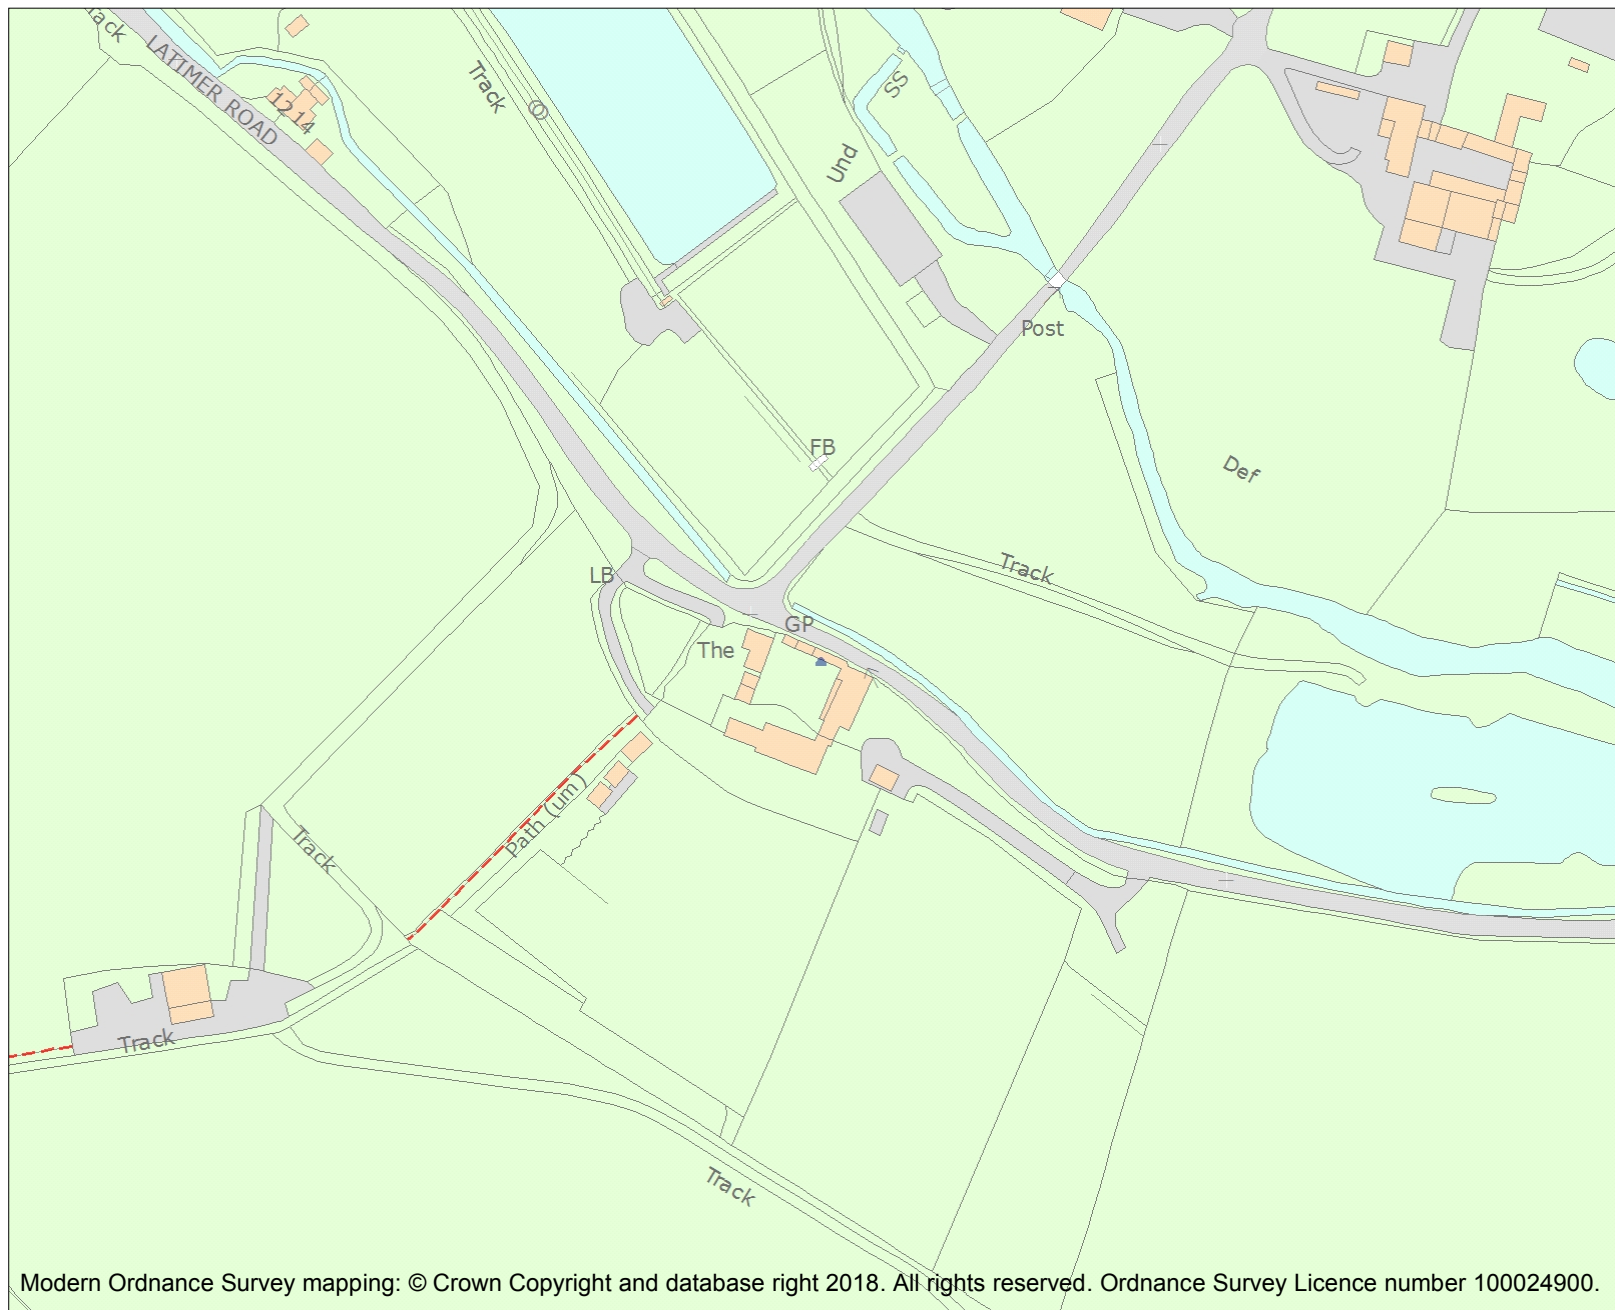 rack
LATIMER ROAD
12
14
Track
SS
Und
Post
FB
Def
Track
LB
GP
The
Path (um)
Track
Track
Track
Modern Ordnance Survey mapping: © Crown Copyright and database right 2018. All rights reserved. Ordnance Survey Licence number 100024900.